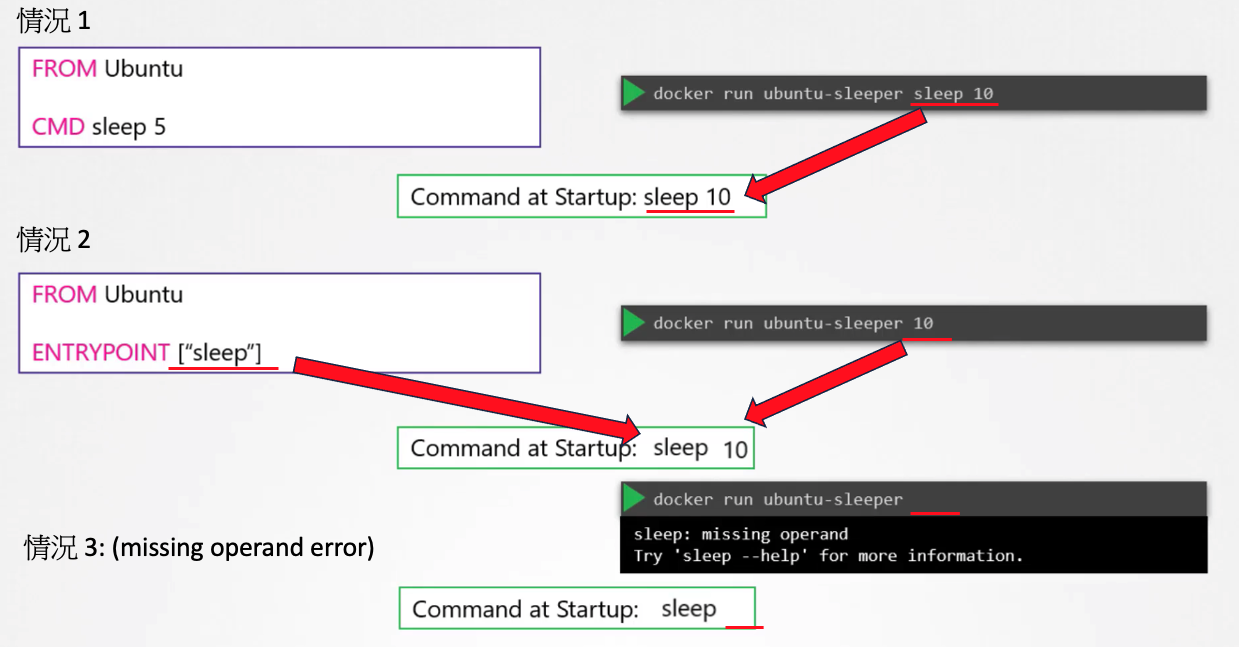 情況 1
FROM Ubuntu
docker run ubuntu-sleeper sleep 10
CMD sleep 5
Command at Startup: sleep 10
情況 2
FROM Ubuntu
docker run ubuntu-sleeper 10
ENTRYPOINT [“sleep”]
Command at Startup: sleep 10
docker run ubuntu-sleeper
sleep: missing operand
Try 'sleep --help' for more information.
情況 3: (missing operand error)
Command at Startup: sleep